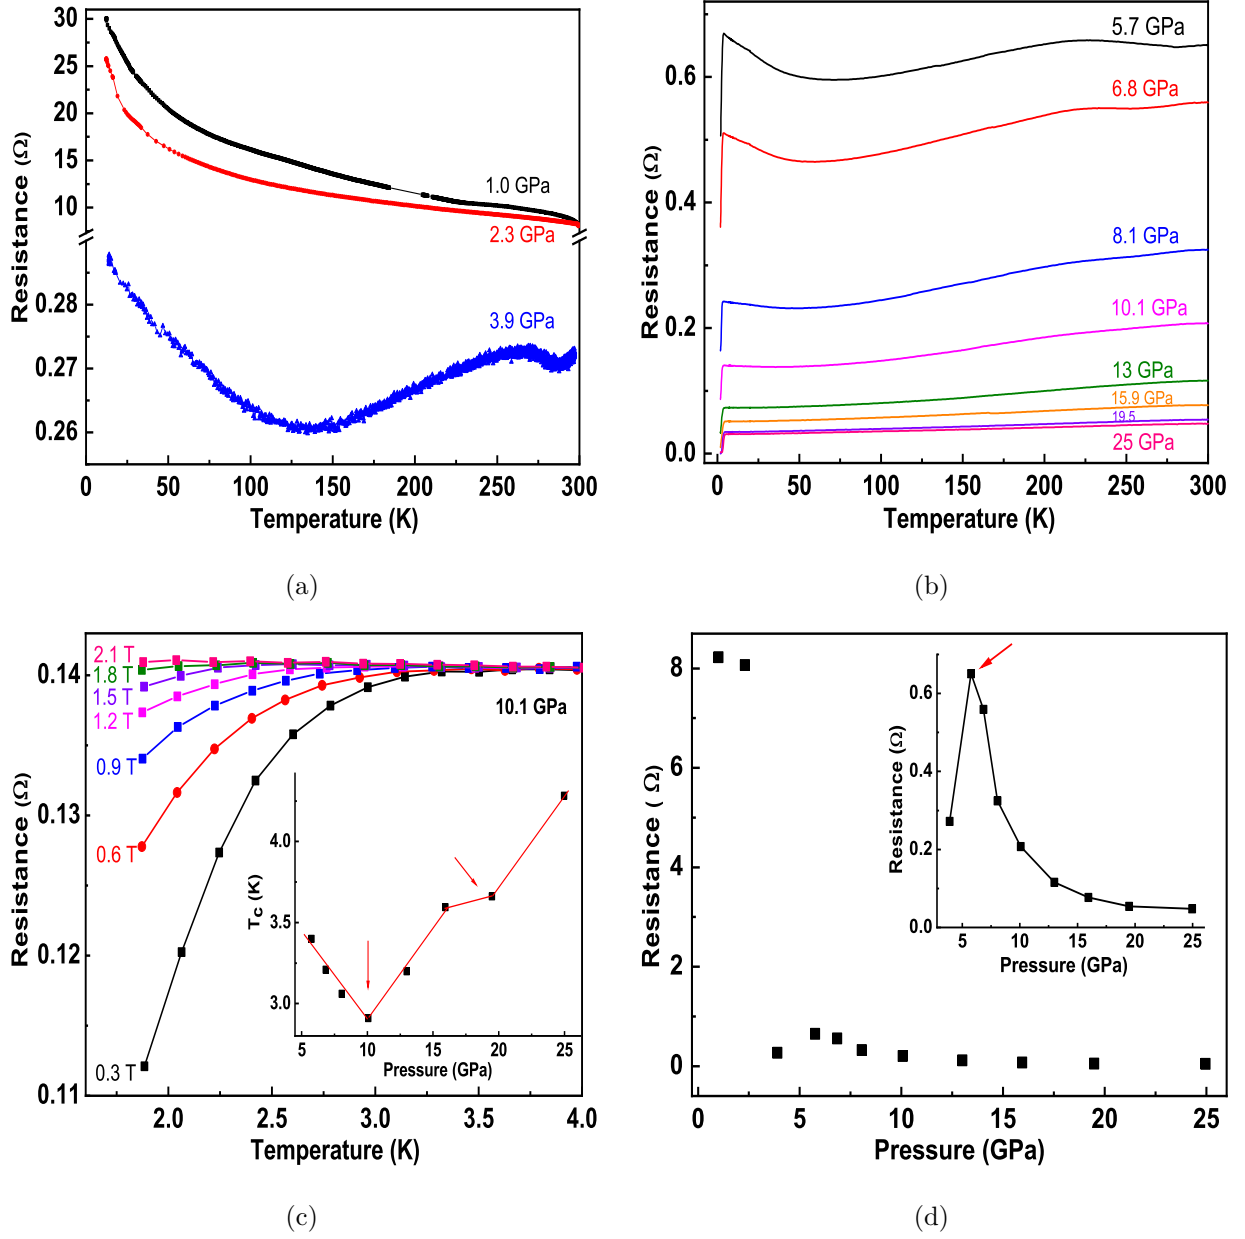 30
25
20
15
10
0.28
0.27
0.26
0
50
100
150
200
250
300
Resistance (Ω)
Temperature (K)
1.0 GPa
2.3 GPa
3.9 GPa
(a)
0.6
0.4
0.2
0.0
0
50
100
150
200
250
300
Resistance (Ω)
Temperature (K)
5.7 GPa
6.8 GPa
8.1 GPa
10.1 GPa
13 GPa
15.9 GPa
19.5
25 GPa
(b)
0.14
0.13
0.12
0.11
2.0
2.5
3.0
3.5
4.0
Resistance (Ω)
Temperature (K)
2.1 T
1.8 T
1.5 T
1.2 T
0.9 T
0.6 T
0.3 T
10.1 GPa
4.0
3.5
3.0
5
10
15
20
25
T_C (K)
Pressure (GPa)
(c)
8
6
4
2
0
0
5
10
15
20
25
Resistance ( Ω)
Pressure (GPa)
0.6
0.4
0.2
0.0
5
10
15
20
25
Resistance (Ω)
Pressure (GPa)
(d)